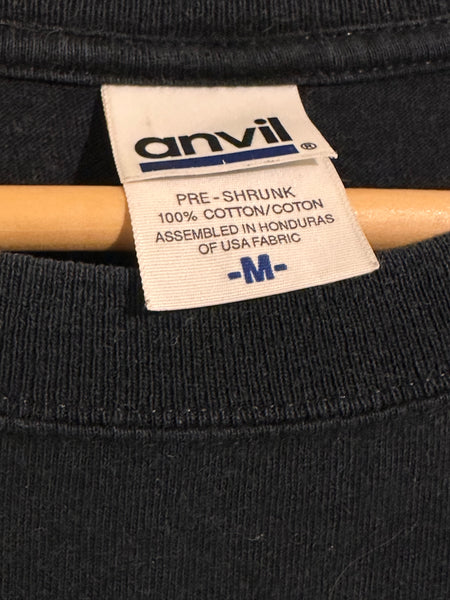 anvil®
PRE-SHRUNK
100% COTTON/COTON
ASSEMBLED IN HONDURAS
OF USA FABRIC
-M-